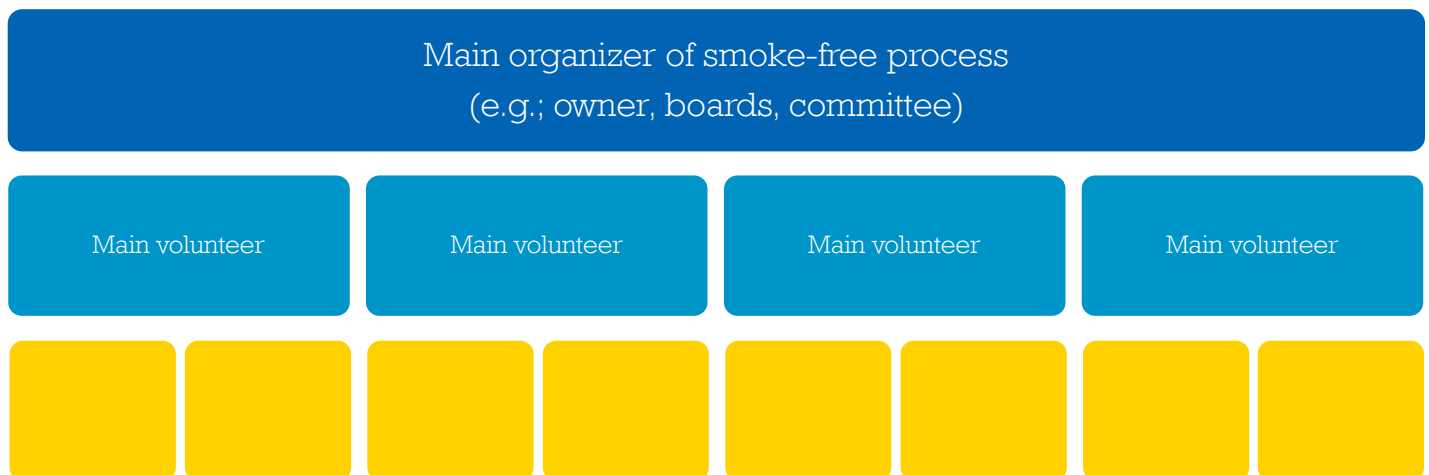 Main organizer of smoke-free process
(e.g.; owner, boards, committee)
Main volunteer
Main volunteer
Main volunteer
Main volunteer